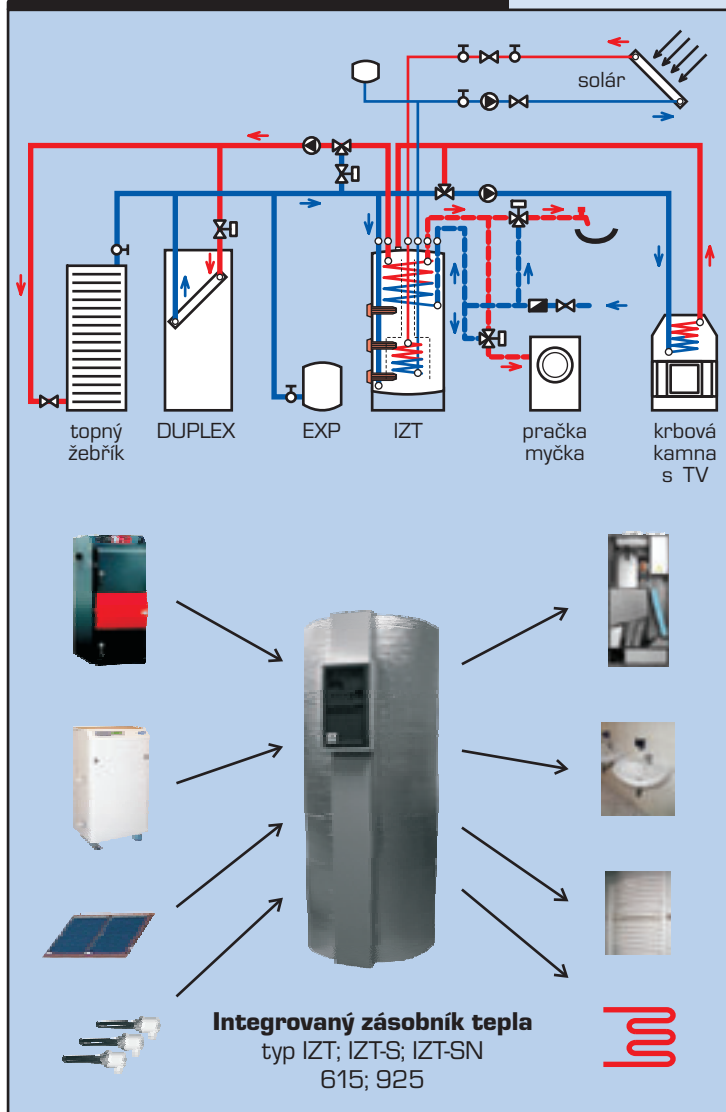 solár
topný
žebřík
DUPLEX
EXP
IZT
pračka
myčka
krbová
kamna
s TV
Integrovaný zásobník tepla
typ IZT; IZT-S; IZT-SN
615; 925